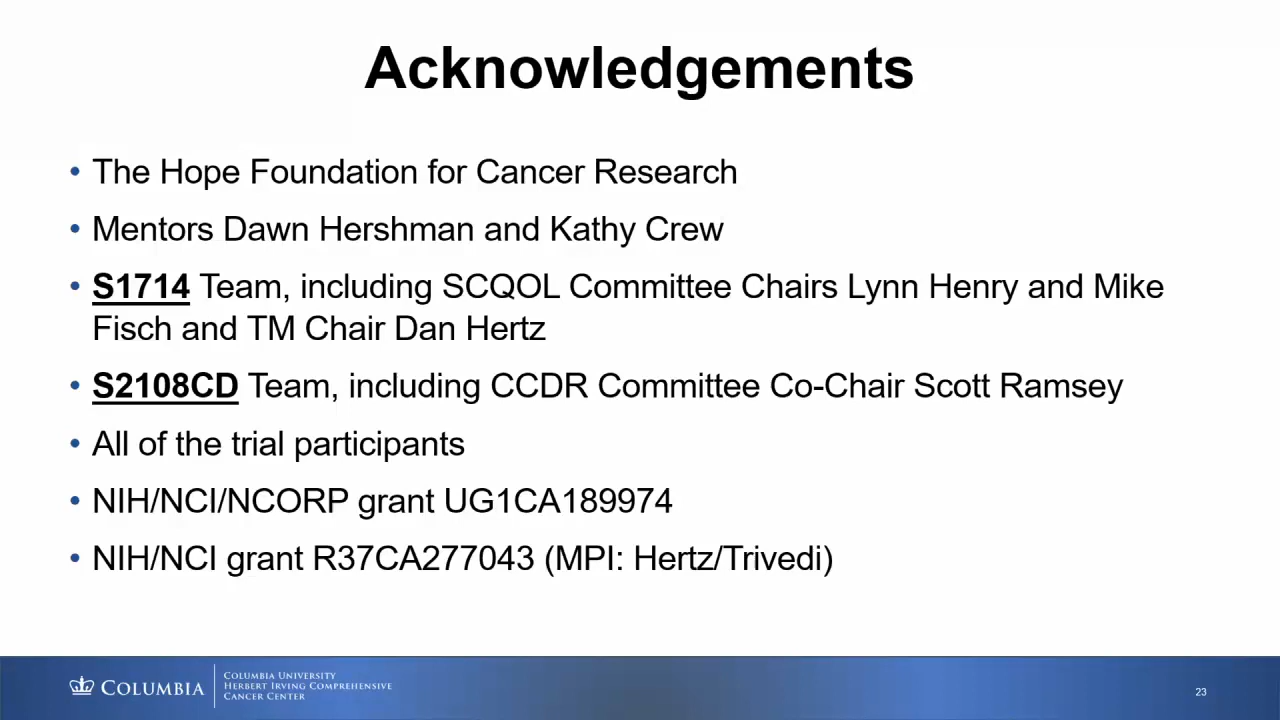 Acknowledgements
• The Hope Foundation for Cancer Research
• Mentors Dawn Hershman and Kathy Crew
• S1714 Team, including SCQOL Committee Chairs Lynn Henry and Mike
Fisch and TM Chair Dan Hertz
• S2108CD Team, including CCDR Committee Co-Chair Scott Ramsey
• All of the trial participants
• NIH/NCI/NCORP grant UG1CA189974
• NIH/NCI grant R37CA277043 (MPI: Hertz/Trivedi)
COLUMBIA
COLUMBIA UNIVERSITY
HERBERT IRVING COMPREHENSIVE
CANCER CENTER
23